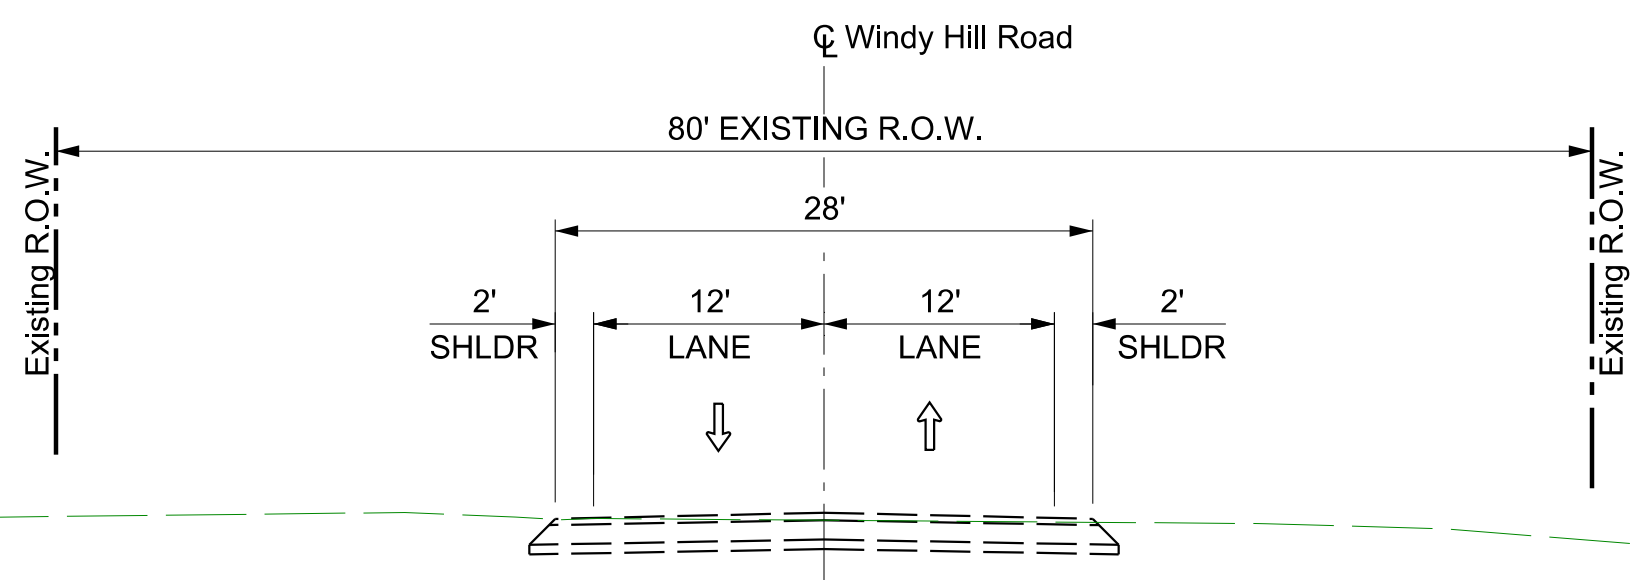 ℄ Windy Hill Road
80' EXISTING R.O.W.
Existing R.O.W.
Existing R.O.W.
28'
2'
12'
12'
2'
SHLDR
LANE
LANE
SHLDR